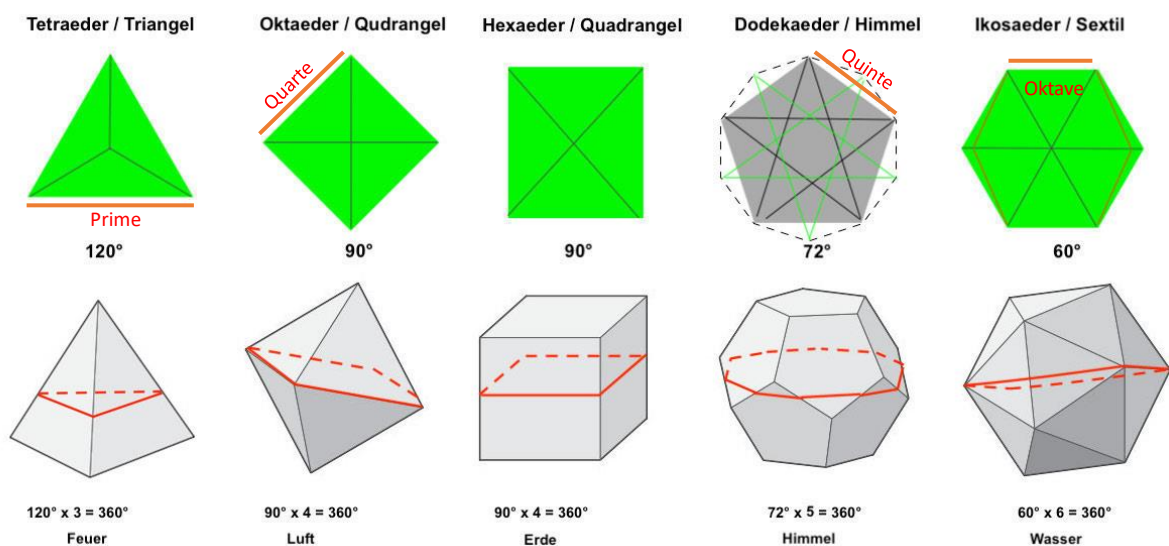 Tetraeder / Triangel
Oktaeder / Qudrangel
Hexaeder / Quadrangel
Dodekaeder / Himmel
Ikosaeder / Sextil
Quarte
Quinte
Oktave
Prime
120°
90°
90°
72°
60°
120° x 3 = 360°
90° x 4 = 360°
90° x 4 = 360°
72° x 5 = 360°
60° x 6 = 360°
Feuer
Luft
Erde
Himmel
Wasser